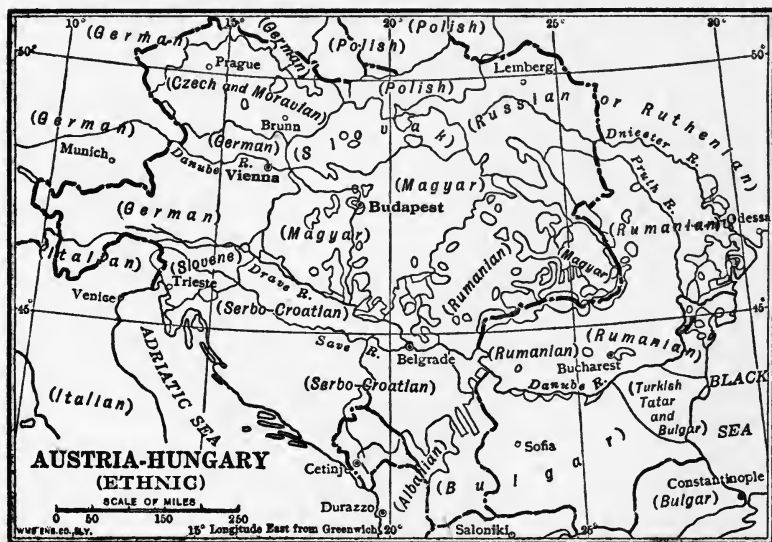 10° 15° 20° 25° 30°
(German) (German) (German) (Polish) (Polish)
50° 50°
Prague Lemberg
(Polish)
(Czech and Moravian)
(Russian or Ruthenian)
Brunn
(German)
(Slovak)
Dniester R.
Munich
(German)
Danube R.
Vienna
Pruth R.
(Magyar)
Budapest
(German)
(Magyar)
(Rumanian)
Odessa
(Italian)
(Slovene)
(Rumanian)
Magyar
Trieste
Drave R.
Venice
45° 45°
(Serbo-Croatian)
Save R.
Belgrade
(Rumanian) (Rumanian)
Bucharest
ADRIATIC SEA
(Serbo-Croatian)
Danube R.
BLACK SEA
(Italian)
(Turkish
Tatar
and
Bulgar)
AUSTRIA-HUNGARY
(ETHNIC)
SCALE OF MILES
0 50 150 250
Cetinje
(Albanian)
(Bulgar)
Sofia
Constantinople
(Bulgar)
Durazzo
Saloniki
15° Longitude East from Greenwich 20° 25°